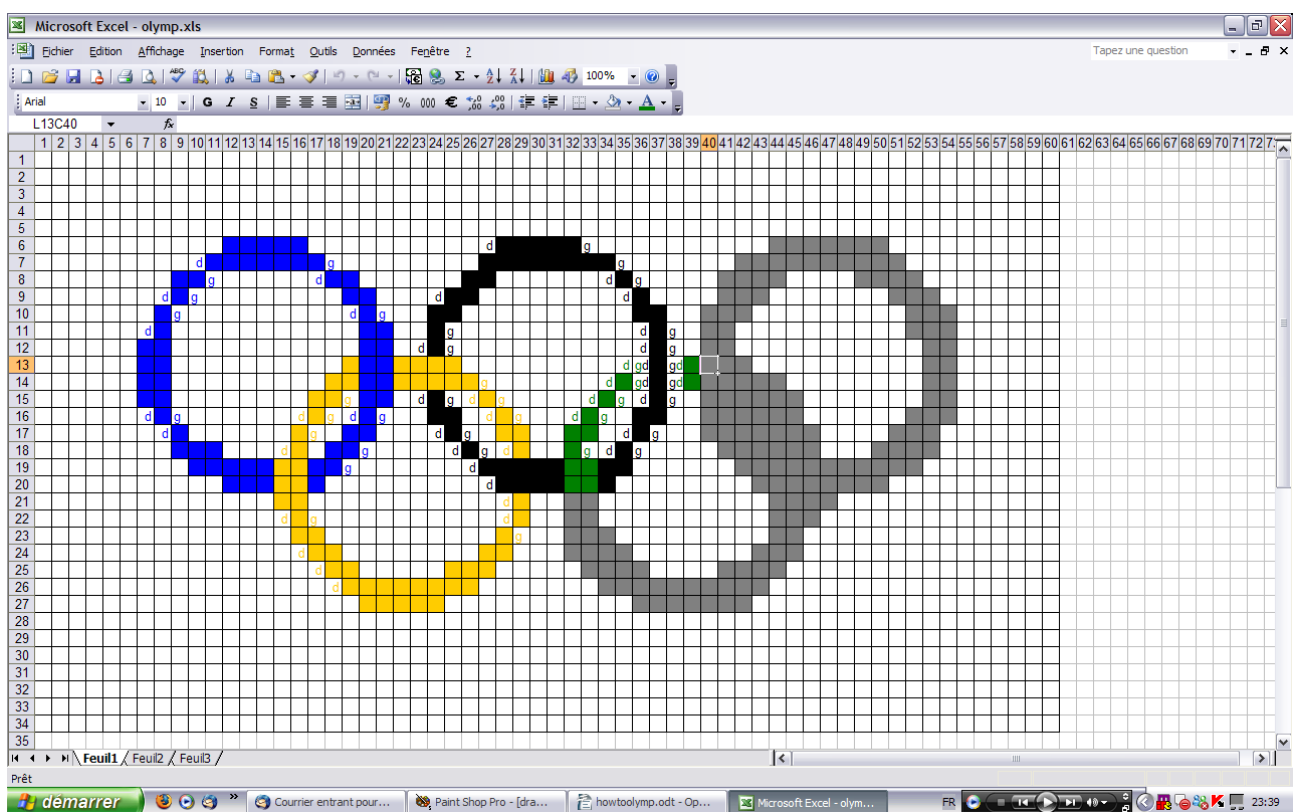 Microsoft Excel - olymp.xls
Fichier Edition Affichage Insertion Format Outils Données Fenêtre ? Tapez une question
100%
Arial 10 G I S % 000 €
L13C40 fx
1 2 3 4 5 6 7 8 9 10 11 12 13 14 15 16 17 18 19 20 21 22 23 24 25 26 27 28 29 30 31 32 33 34 35 36 37 38 39 40 41 42 43 44 45 46 47 48 49 50 51 52 53 54 55 56 57 58 59 60 61 62 63 64 65 66 67 68 69 70 71 72
1
2
3
4
5
6 d g
7 d g g
8 g d d g
9 d g d d
10 g d g
11 d g d g
12 d g d g
13 d gd gd
14 g d gd gd
15 g d g d g d g d g
16 d g d g d g d g d g
17 d g d g d g
18 d g d g d g d g
19 g d
20 d
21 d
22 d g d
23 g
24 d
25 d
26 d
27
28
29
30
31
32
33
34
35
Feuil1 Feuil2 Feuil3
Prêt
démarrer Courrier entrant pour... Paint Shop Pro - [dra... howtoolymp.odt - Op... Microsoft Excel - olym... FR 23:39